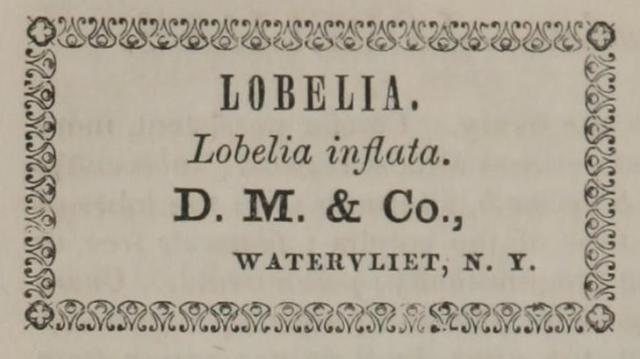 LOBELIA.
Lobelia inflata.
D. M. & Co.,
WATERVLIET, N. Y.